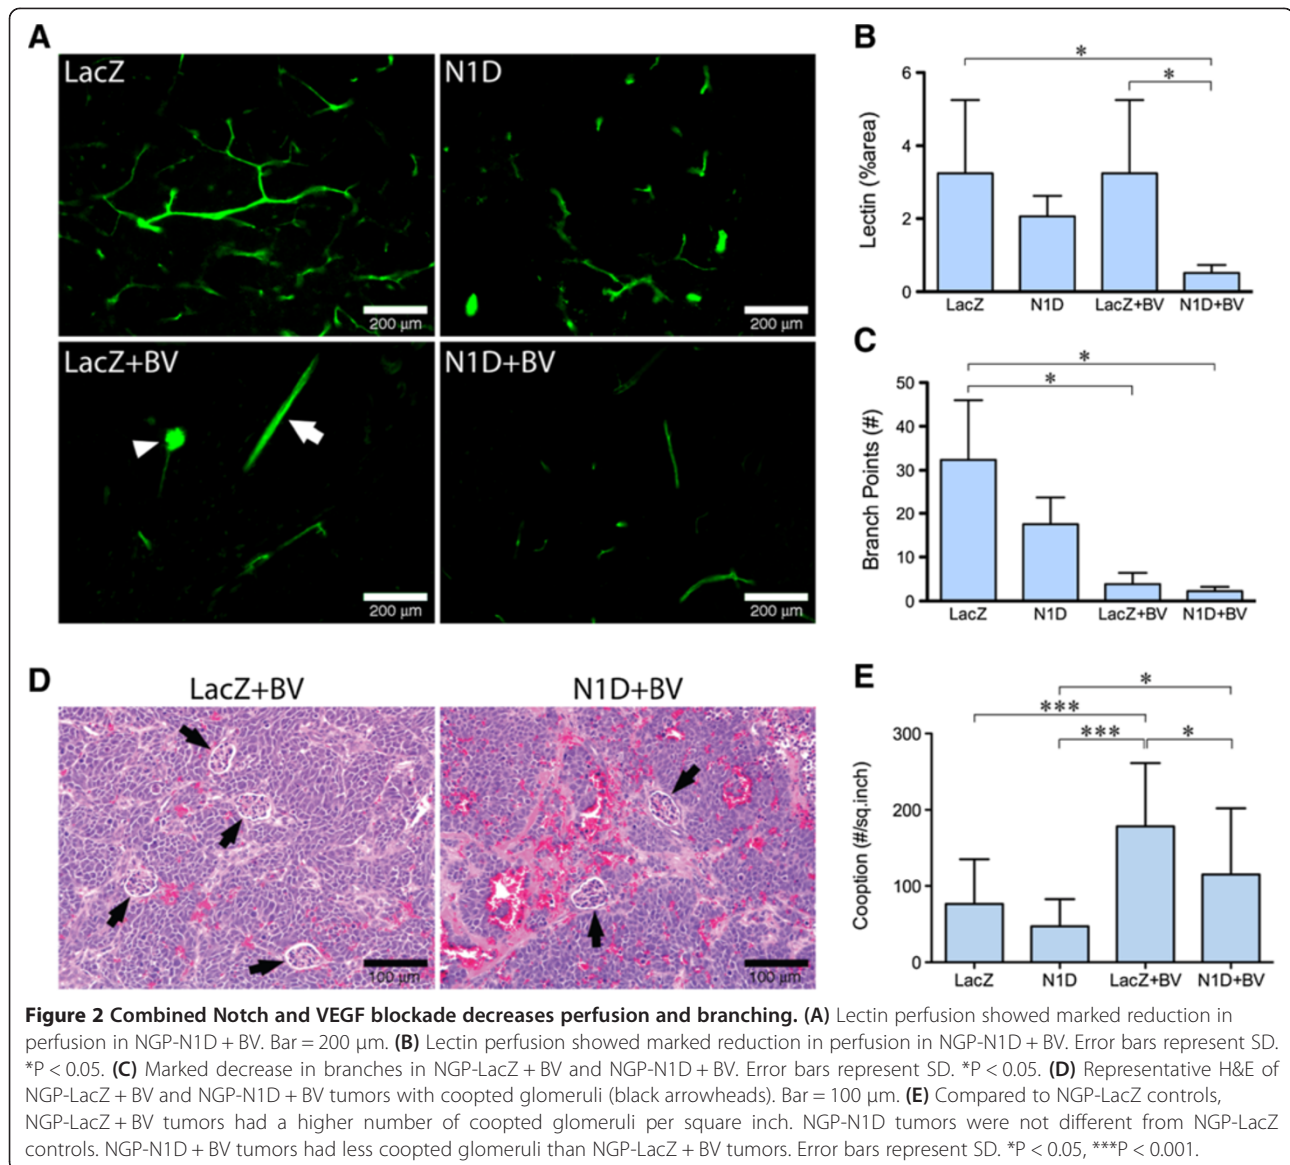 A
LacZ
200 µm
N1D
200 µm
LacZ+BV
200 µm
N1D+BV
200 µm
B
*
*
Lectin (%area)
6
4
2
0
LacZ N1D LacZ+BV N1D+BV
C
*
*
Branch Points (#)
50
40
30
20
10
0
LacZ N1D LacZ+BV N1D+BV
D
LacZ+BV
100 µm
N1D+BV
100 µm
E
*
***
*** *
Cooption (#/sq.inch)
300
200
100
0
LacZ N1D LacZ+BV N1D+BV
Figure 2 Combined Notch and VEGF blockade decreases perfusion and branching. (A) Lectin perfusion showed marked reduction in
perfusion in NGP-N1D + BV. Bar = 200 µm. (B) Lectin perfusion showed marked reduction in perfusion in NGP-N1D + BV. Error bars represent SD.
*P < 0.05. (C) Marked decrease in branches in NGP-LacZ + BV and NGP-N1D + BV. Error bars represent SD. *P < 0.05. (D) Representative H&E of
NGP-LacZ + BV and NGP-N1D + BV tumors with coopted glomeruli (black arrowheads). Bar = 100 µm. (E) Compared to NGP-LacZ controls,
NGP-LacZ + BV tumors had a higher number of coopted glomeruli per square inch. NGP-N1D tumors were not different from NGP-LacZ
controls. NGP-N1D + BV tumors had less coopted glomeruli than NGP-LacZ + BV tumors. Error bars represent SD. *P < 0.05, ***P < 0.001.